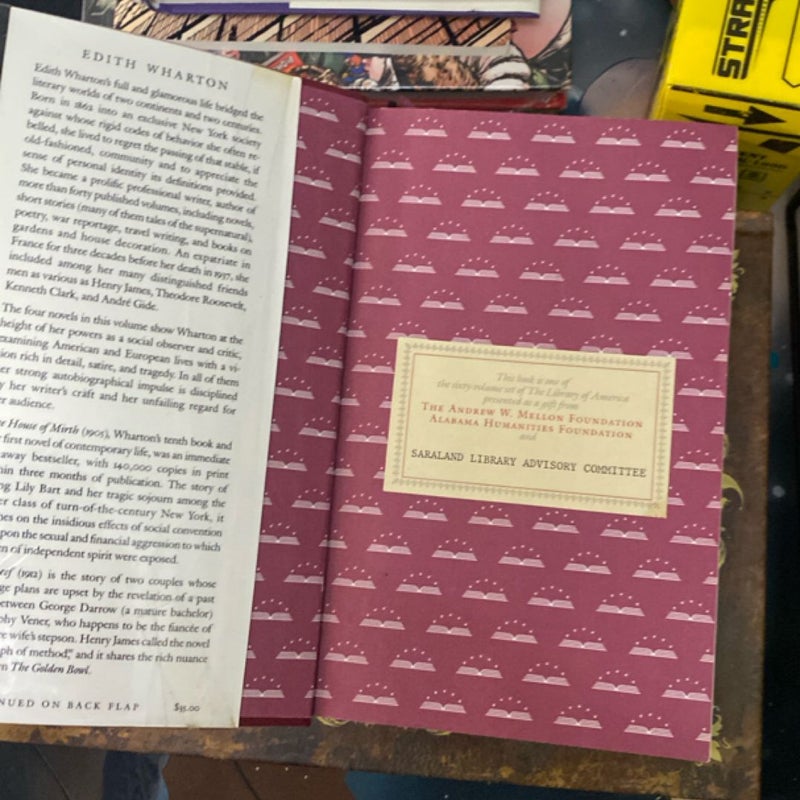 EDITH WHARTON
Edith Wharton's full and glamorous life bridged the
literary worlds of two continents and two centuries.
Born in 1862 into an exclusive New York society
against whose rigid codes of behavior she often re-
belled, she lived to regret the passing of that stable, if
old-fashioned, community and to appreciate the
sense of personal identity its definitions provided.
She became a prolific professional writer, author of
more than forty published volumes, including novels,
short stories (many of them tales of the supernatural),
poetry, war reportage, travel writing, and books on
gardens and house decoration. An expatriate in
France for three decades before her death in 1937, she
included among her many distinguished friends
men as various as Henry James, Theodore Roosevelt,
Kenneth Clark, and André Gide.
The four novels in this volume show Wharton at the
height of her powers as a social observer and critic,
examining American and European lives with a vi-
ion rich in detail, satire, and tragedy. In all of them
er strong autobiographical impulse is disciplined
y her writer's craft and her unfailing regard for
r audience.
e House of Mirth (1905), Wharton's tenth book and
first novel of contemporary life, was an immediate
away bestseller, with 140,000 copies in print
hin three months of publication. The story of
ng Lily Bart and her tragic sojourn among the
er class of turn-of-the-century New York, it
hes on the insidious effects of social convention
upon the sexual and financial aggression to which
n of independent spirit were exposed.
eef (1912) is the story of two couples whose
ge plans are upset by the revelation of a past
etween George Darrow (a mature bachelor)
phy Vener, who happens to be the fiancée of
e wife's stepson. Henry James called the novel
ph of method," and it shares the rich nuance
n The Golden Bowl.
NUED ON BACK FLAP $35.00
This book is one of
the sixty-volume set of The Library of America
presented as a gift from
THE ANDREW W. MELLON FOUNDATION
ALABAMA HUMANITIES FOUNDATION
and
SARALAND LIBRARY ADVISORY COMMITTEE
STRA